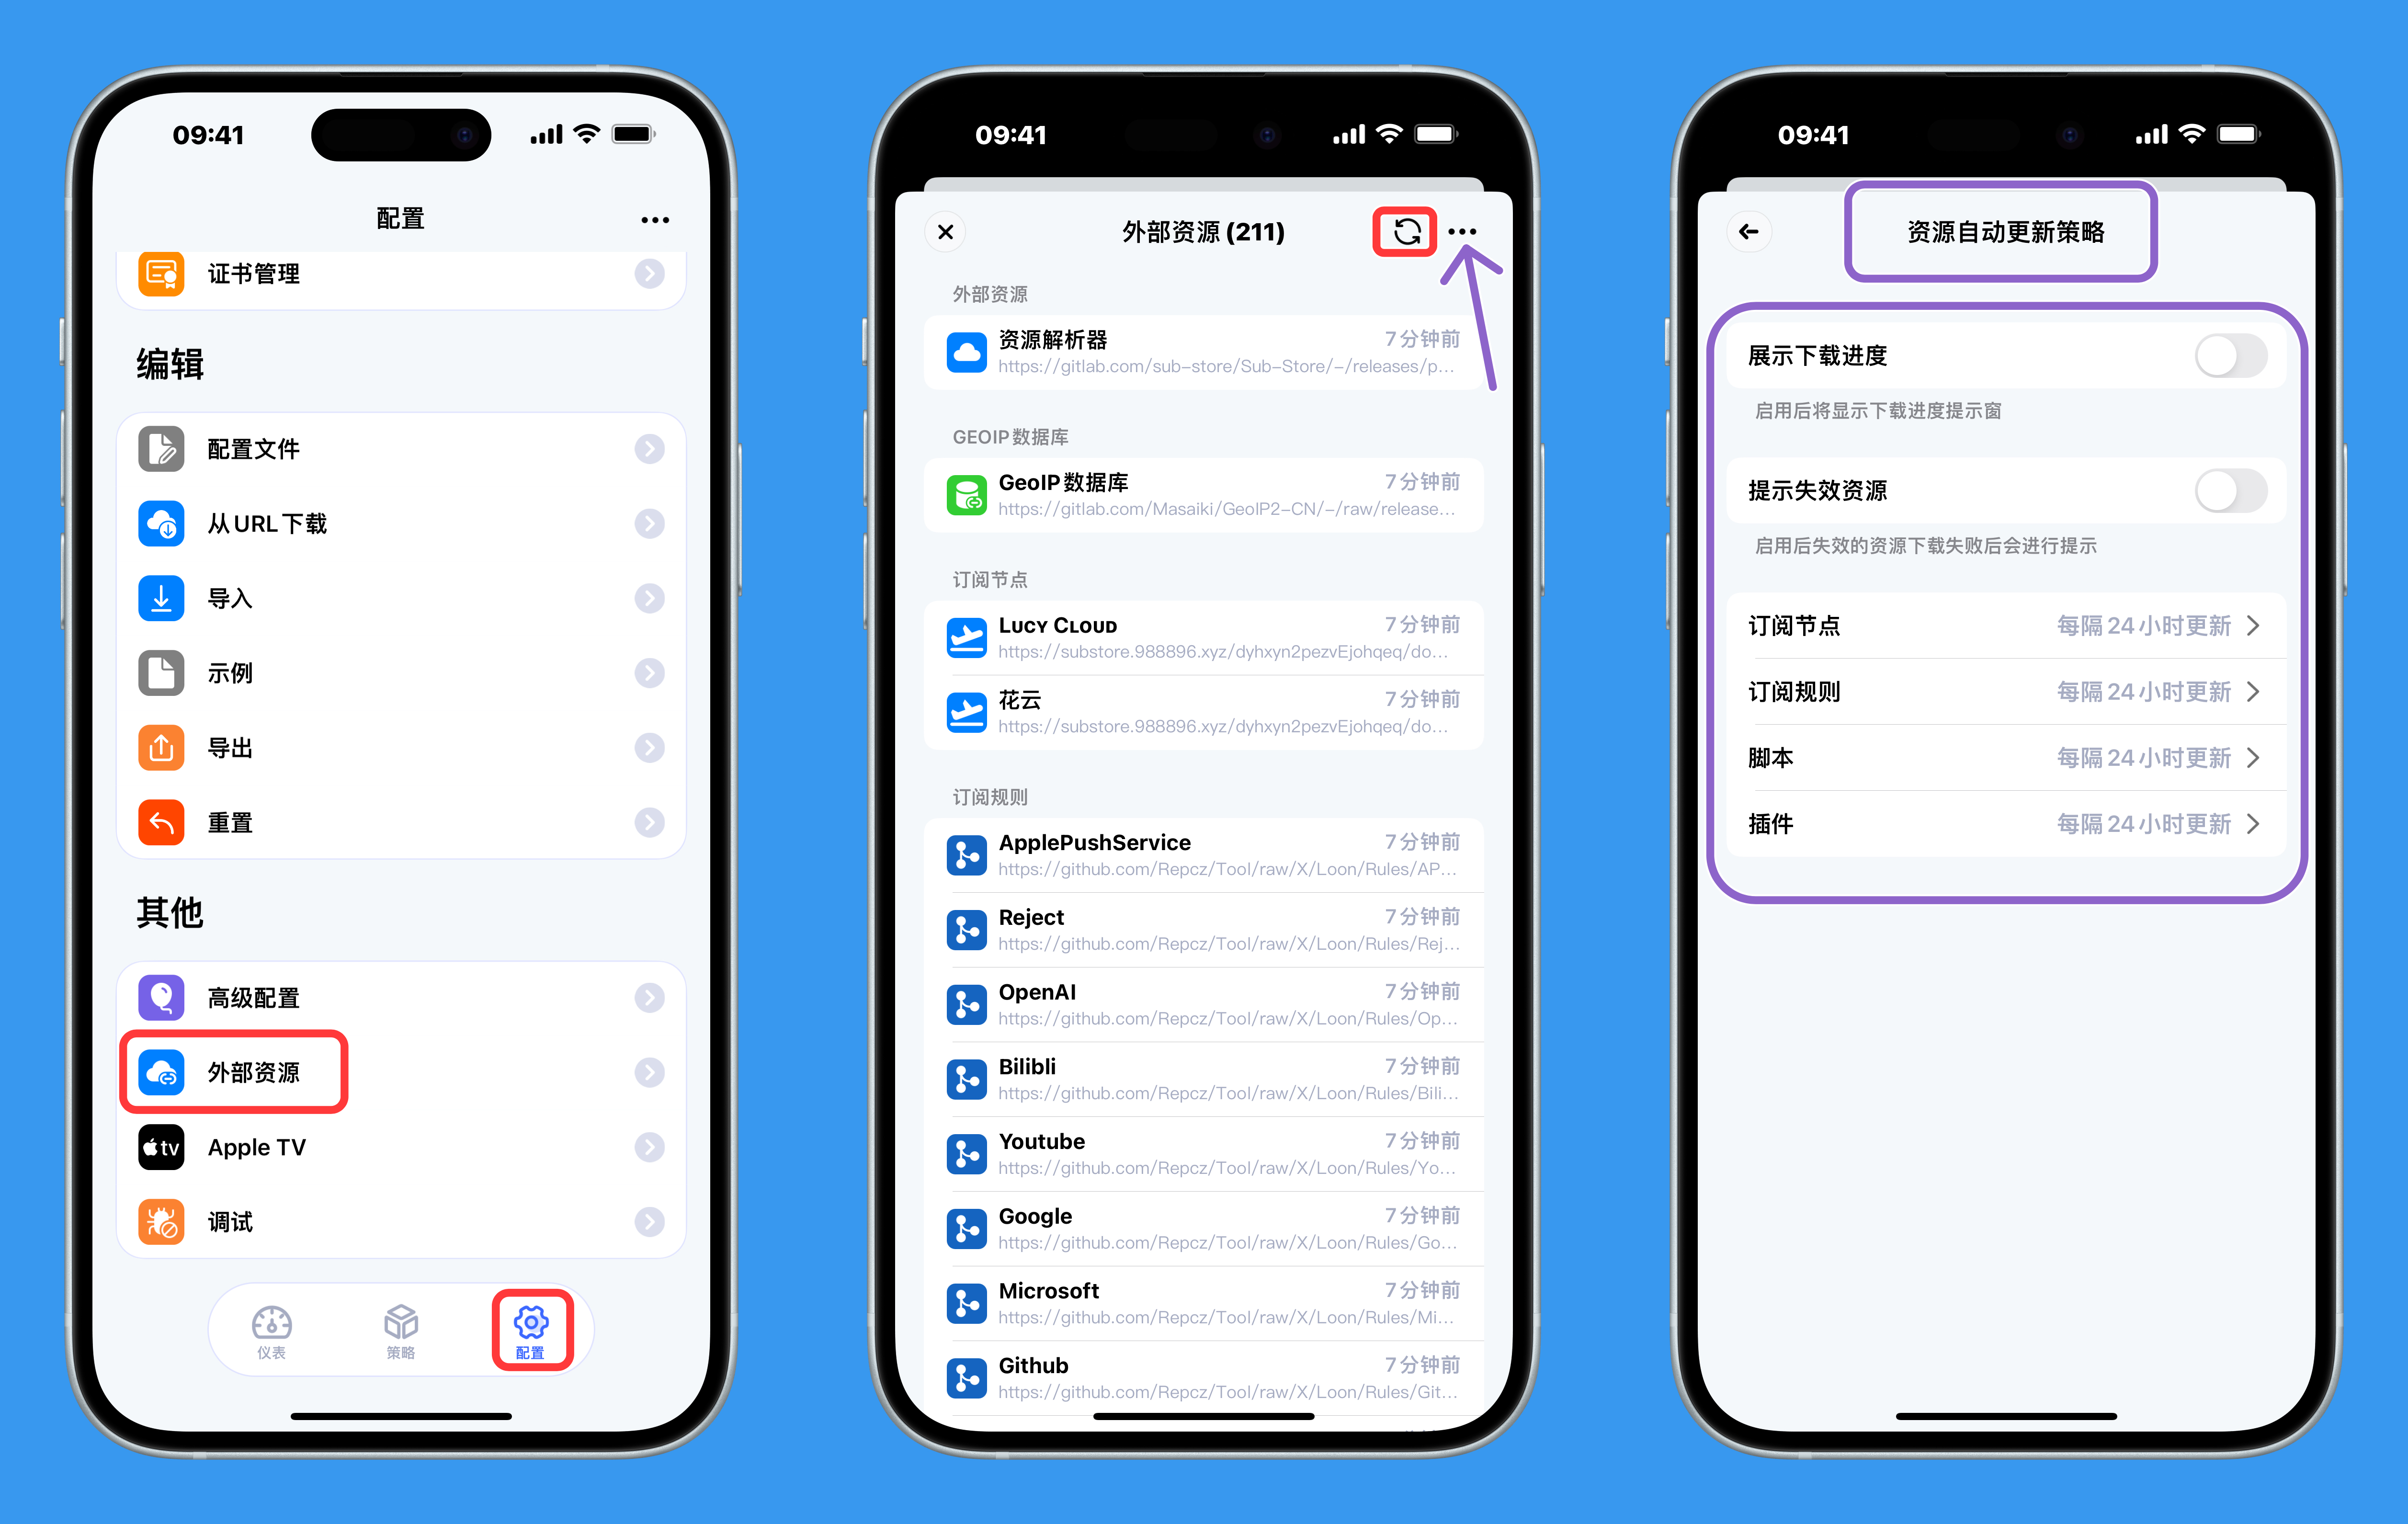 09:41
配置
证书管理
编辑
配置文件
从URL下载
导入
示例
导出
重置
其他
高级配置
外部资源
tv
Apple TV
调试
仪表
策略
配置
09:41
外部资源 (211)
外部资源
资源解析器
7分钟前
https://gitlab.com/sub-store/Sub-Store/-/releases/p...
GEOIP数据库
GeoIP数据库
7分钟前
https://gitlab.com/Masaiki/GeoIP2-CN/-/raw/release...
订阅节点
Lucy Cloud
7分钟前
https://substore.988896.xyz/dyhxyn2pezvEjohqeq/do...
花云
7分钟前
https://substore.988896.xyz/dyhxyn2pezvEjohqeq/do...
订阅规则
ApplePushService
7分钟前
https://github.com/Repcz/Tool/raw/X/Loon/Rules/AP...
Reject
7分钟前
https://github.com/Repcz/Tool/raw/X/Loon/Rules/Rej...
OpenAI
7分钟前
https://github.com/Repcz/Tool/raw/X/Loon/Rules/Op...
Bilibli
7分钟前
https://github.com/Repcz/Tool/raw/X/Loon/Rules/Bili...
Youtube
7分钟前
https://github.com/Repcz/Tool/raw/X/Loon/Rules/Yo...
Google
7分钟前
https://github.com/Repcz/Tool/raw/X/Loon/Rules/Go...
Microsoft
7分钟前
https://github.com/Repcz/Tool/raw/X/Loon/Rules/Mi...
Github
7分钟前
https://github.com/Repcz/Tool/raw/X/Loon/Rules/Git...
09:41
资源自动更新策略
展示下载进度
启用后将显示下载进度提示窗
提示失效资源
启用后失效的资源下载失败后会进行提示
订阅节点 每隔24小时更新
订阅规则 每隔24小时更新
脚本 每隔24小时更新
插件 每隔24小时更新